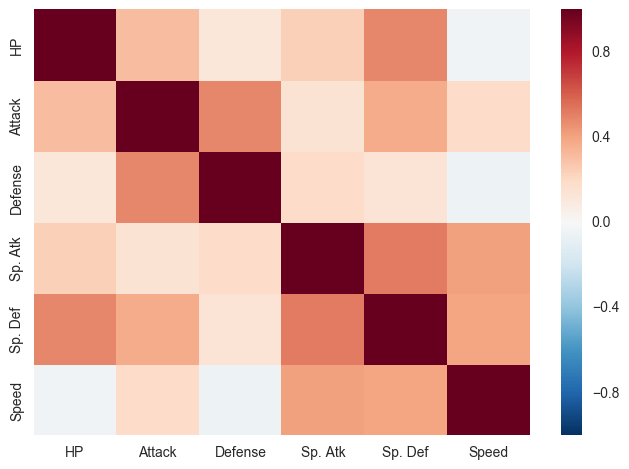 HP
Attack
Defense
Sp. Atk
Sp. Def
Speed
HP Attack Defense Sp. Atk Sp. Def Speed
0.8
0.4
0.0
−0.4
−0.8